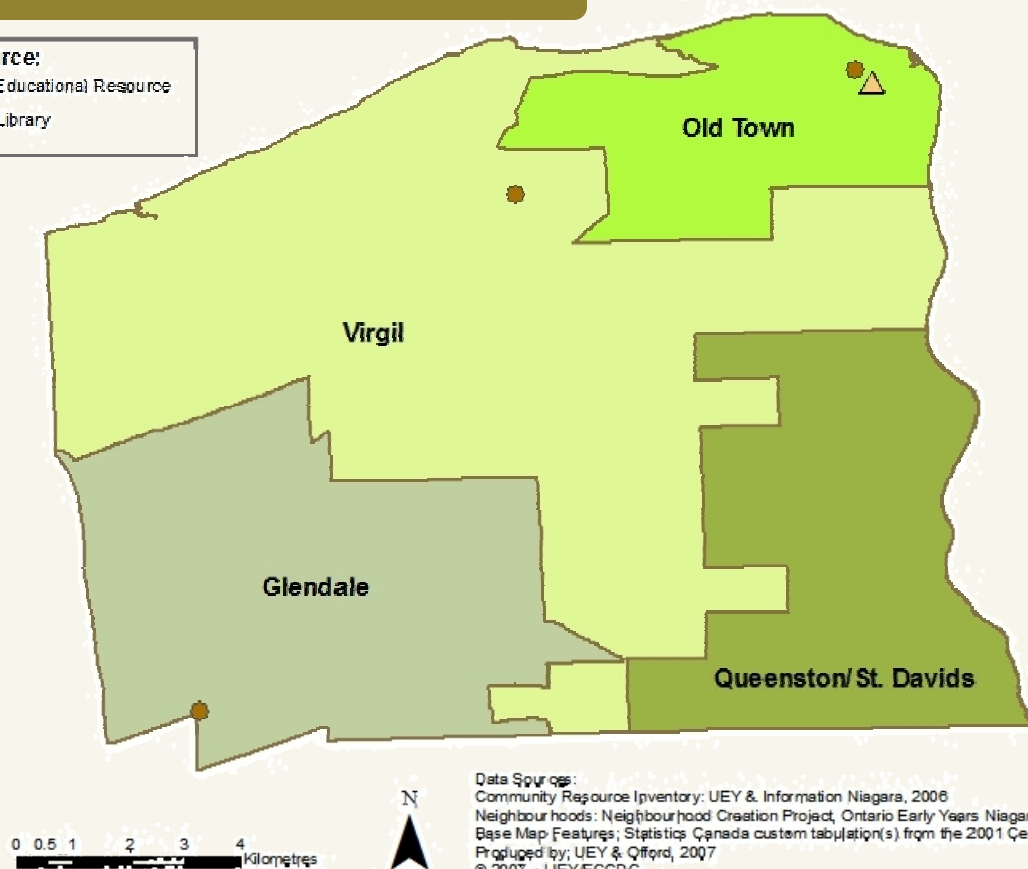 rce:
Educational Resource
Library
Old Town
Virgil
Glendale
Queenston/St. Davids
Data Sources:
Community Resource Inventory: UEY & Information Niagara, 2006
Neighbourhoods: Neighbourhood Creation Project, Ontario Early Years Niaga
Base Map Features; Statistics Canada custom tabulation(s) from the 2001 Ce
Produced by; UEY & Offord, 2007
N
0 0.5 1 2 3 4
Kilometres